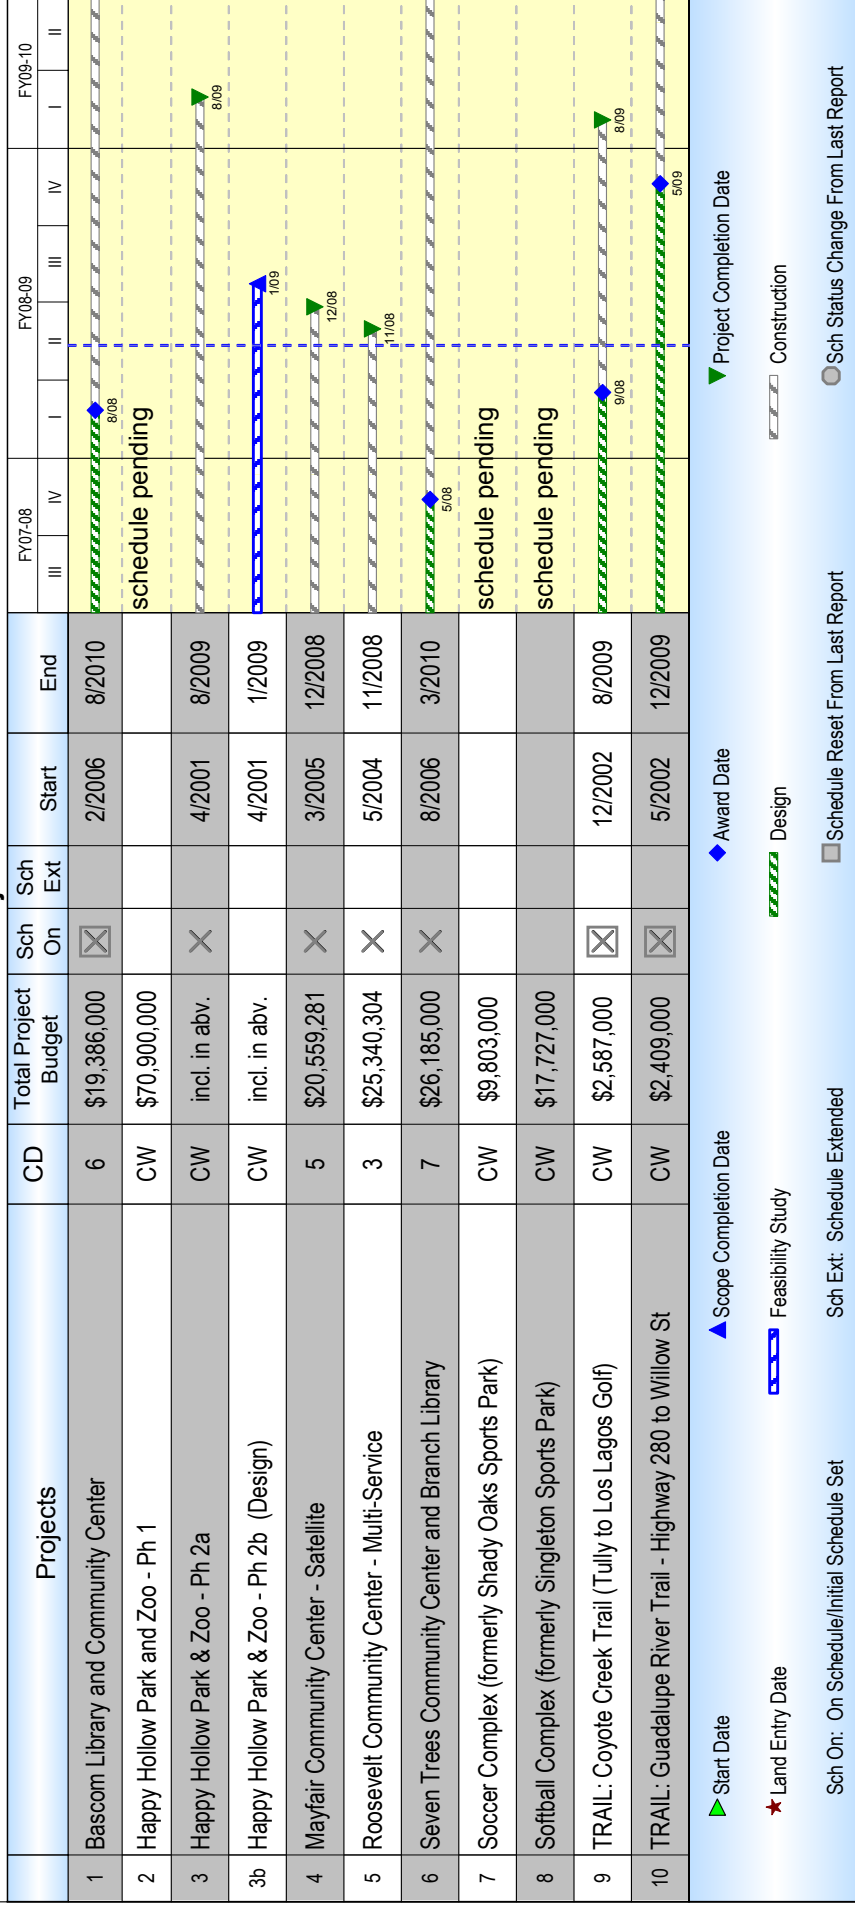 Projects CD Total Project Budget Sch On Sch Ext Start End FY07-08 FY08-09 FY09-10
III IV I II III IV I II
1 Bascom Library and Community Center 6 $19,386,000 2/2006 8/2010 8/08
2 Happy Hollow Park and Zoo - Ph 1 CW $70,900,000 schedule pending
3 Happy Hollow Park & Zoo - Ph 2a CW incl. in abv. 4/2001 8/2009 8/09
3b Happy Hollow Park & Zoo - Ph 2b (Design) CW incl. in abv. 4/2001 1/2009 1/09
4 Mayfair Community Center - Satellite 5 $20,559,281 3/2005 12/2008 12/08
5 Roosevelt Community Center - Multi-Service 3 $25,340,304 5/2004 11/2008 11/08
6 Seven Trees Community Center and Branch Library 7 $26,185,000 8/2006 3/2010 5/08
7 Soccer Complex (formerly Shady Oaks Sports Park) CW $9,803,000 schedule pending
8 Softball Complex (formerly Singleton Sports Park) CW $17,727,000 schedule pending
9 TRAIL: Coyote Creek Trail (Tully to Los Lagos Golf) CW $2,587,000 12/2002 8/2009 9/08 8/09
10 TRAIL: Guadalupe River Trail - Highway 280 to Willow St CW $2,409,000 5/2002 12/2009 5/09
Start Date Scope Completion Date Award Date Project Completion Date
Land Entry Date Feasibility Study Design Construction
Sch On: On Schedule/Initial Schedule Set Sch Ext: Schedule Extended Schedule Reset From Last Report Sch Status Change From Last Report